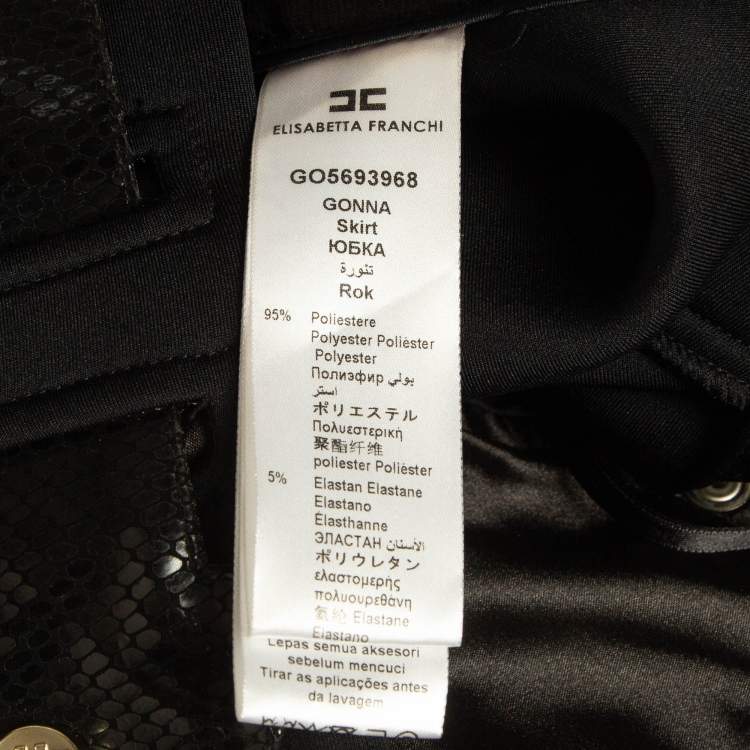 ELISABETTA FRANCHI
GO5693968
GONNA
Skirt
ЮБКА
تنورة
Rok
95% Poliestere
Polyester Polièster
Polyester
Полиэфир بولي
استر
ポリエステル
Πολυεστερική
聚酯纤维
poliester Poliéster
5% Elastan Elastane
Elastano
Élasthanne
ЭЛАСТАН الأسنان
ポリウレタン
ελαστομερής
πολυουρεθάνη
氨纶 Elastane
Elastano
Lepas semua aksesori
sebelum mencuci
Tirar as aplicações antes
da lavagem